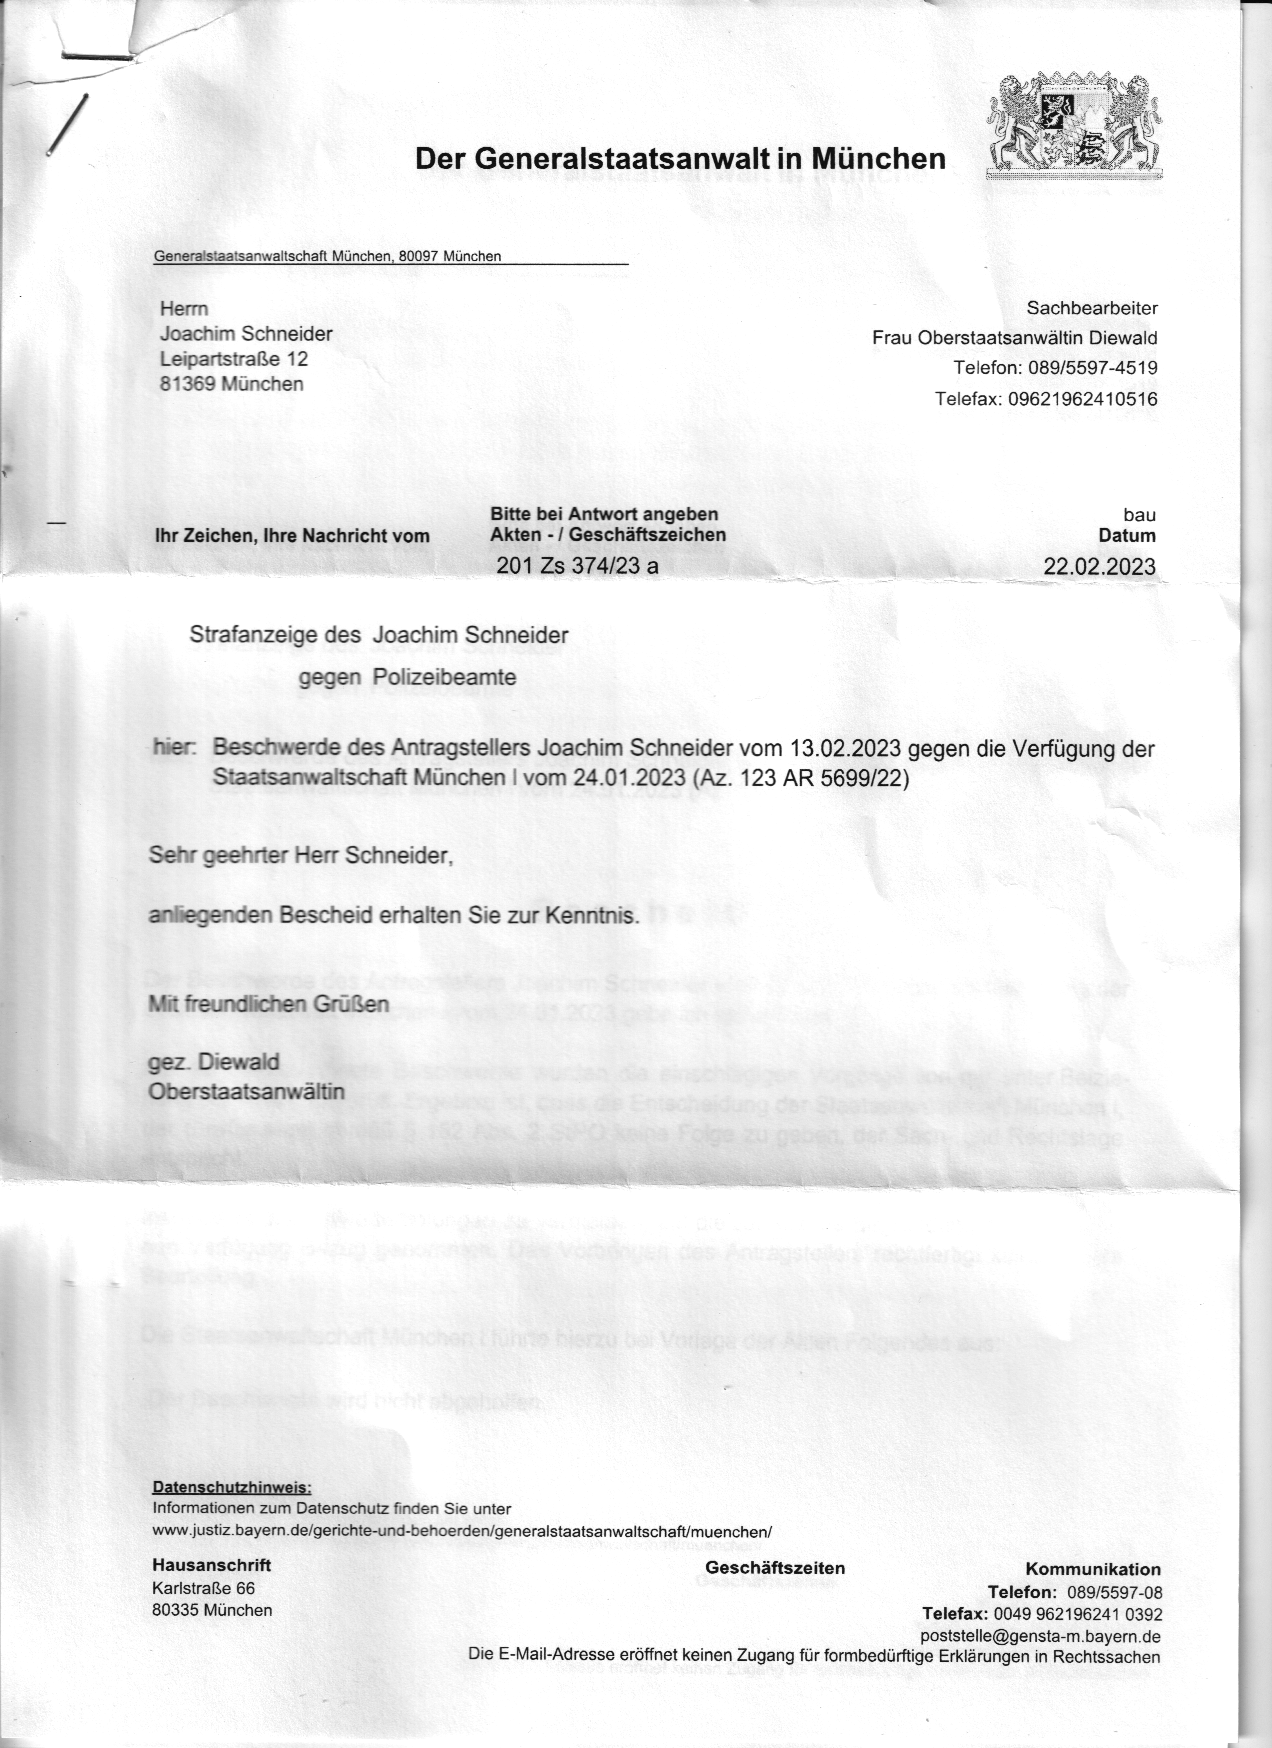 Der Generalstaatsanwalt in München
Generalstaatsanwaltschaft München, 80097 München
Herrn
Joachim Schneider
Leipartstraße 12
81369 München
Sachbearbeiter
Frau Oberstaatsanwältin Diewald
Telefon: 089/5597-4519
Telefax: 09621962410516
Ihr Zeichen, Ihre Nachricht vom
Bitte bei Antwort angeben
Akten - / Geschäftszeichen
201 Zs 374/23 a
bau
Datum
22.02.2023
Strafanzeige des Joachim Schneider
gegen Polizeibeamte
hier: Beschwerde des Antragstellers Joachim Schneider vom 13.02.2023 gegen die Verfügung der
Staatsanwaltschaft München I vom 24.01.2023 (Az. 123 AR 5699/22)
Sehr geehrter Herr Schneider,
anliegenden Bescheid erhalten Sie zur Kenntnis.
Mit freundlichen Grüßen
gez. Diewald
Oberstaatsanwältin
Datenschutzhinweis:
Informationen zum Datenschutz finden Sie unter
www.justiz.bayern.de/gerichte-und-behoerden/generalstaatsanwaltschaft/muenchen/
Hausanschrift
Karlstraße 66
80335 München
Geschäftszeiten
Kommunikation
Telefon: 089/5597-08
Telefax: 0049 962196241 0392
poststelle@gensta-m.bayern.de
Die E-Mail-Adresse eröffnet keinen Zugang für formbedürftige Erklärungen in Rechtssachen